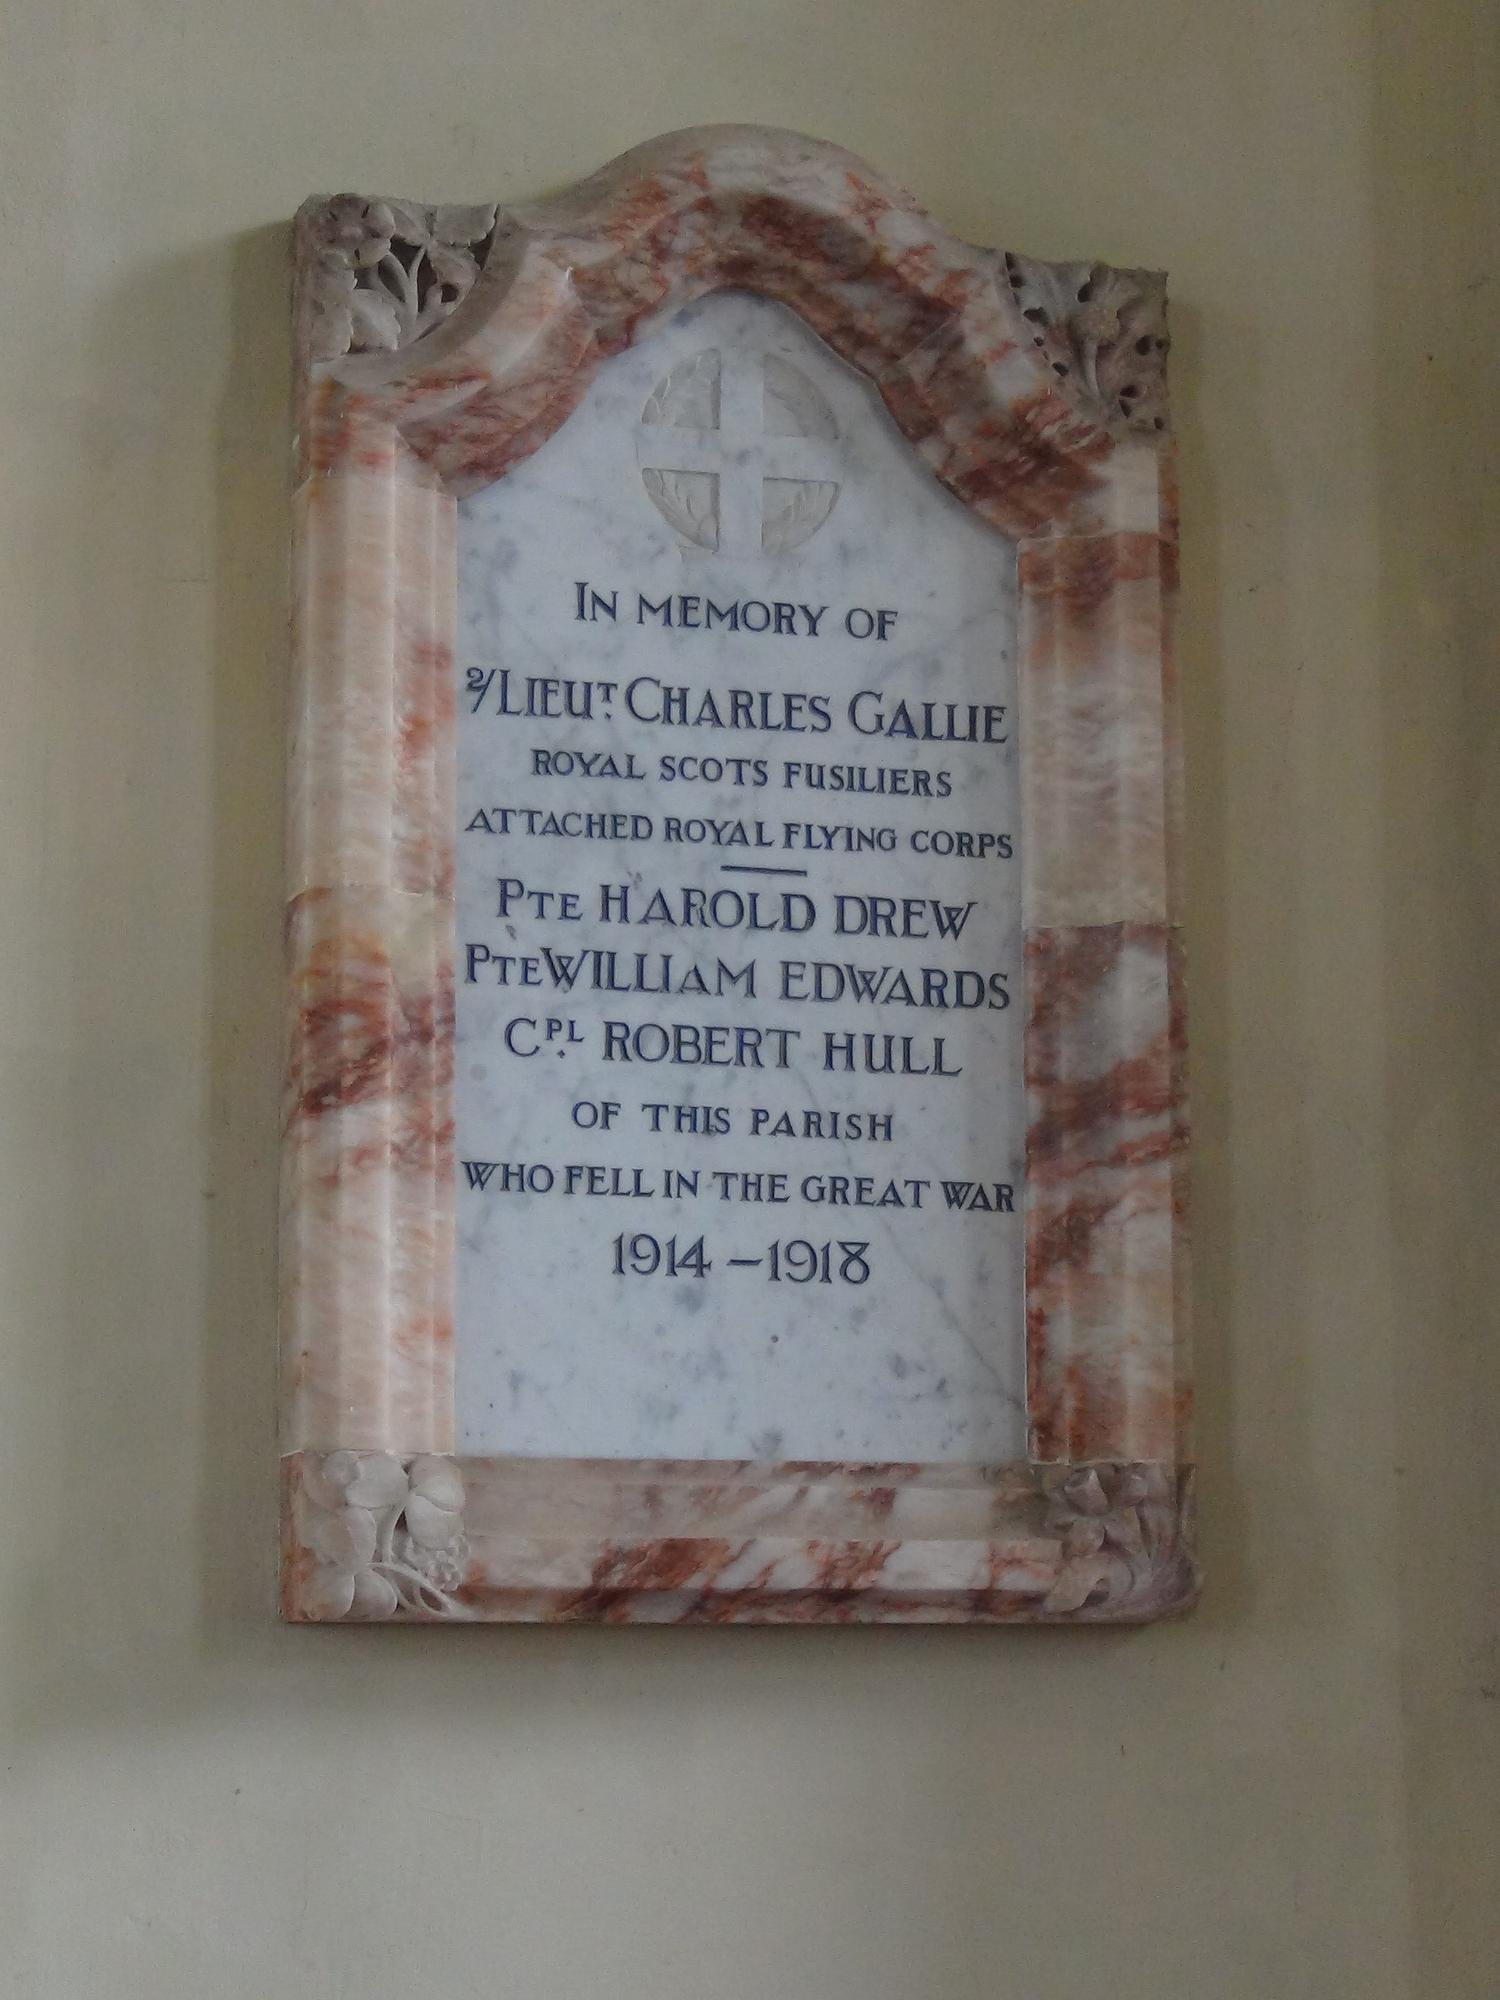 IN MEMORY OF
2/LIEUT. CHARLES GALLIE
ROYAL SCOTS FUSILIERS
ATTACHED ROYAL FLYING CORPS
PTE HAROLD DREW
PTE WILLIAM EDWARDS
CPL. ROBERT HULL
OF THIS PARISH
WHO FELL IN THE GREAT WAR
1914 – 1918